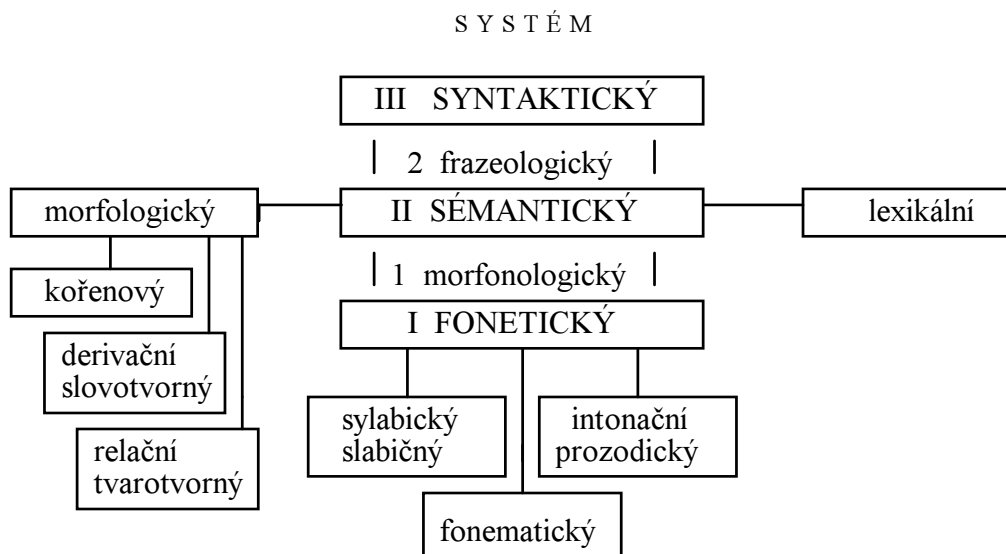 S Y S T É M
III SYNTAKTICKÝ
2 frazeologický
morfologický
II SÉMANTICKÝ
lexikální
1 morfonologický
kořenový
I FONETICKÝ
derivační
slovotvorný
sylabický
slabičný
intonační
prozodický
relační
tvarotvorný
fonematický